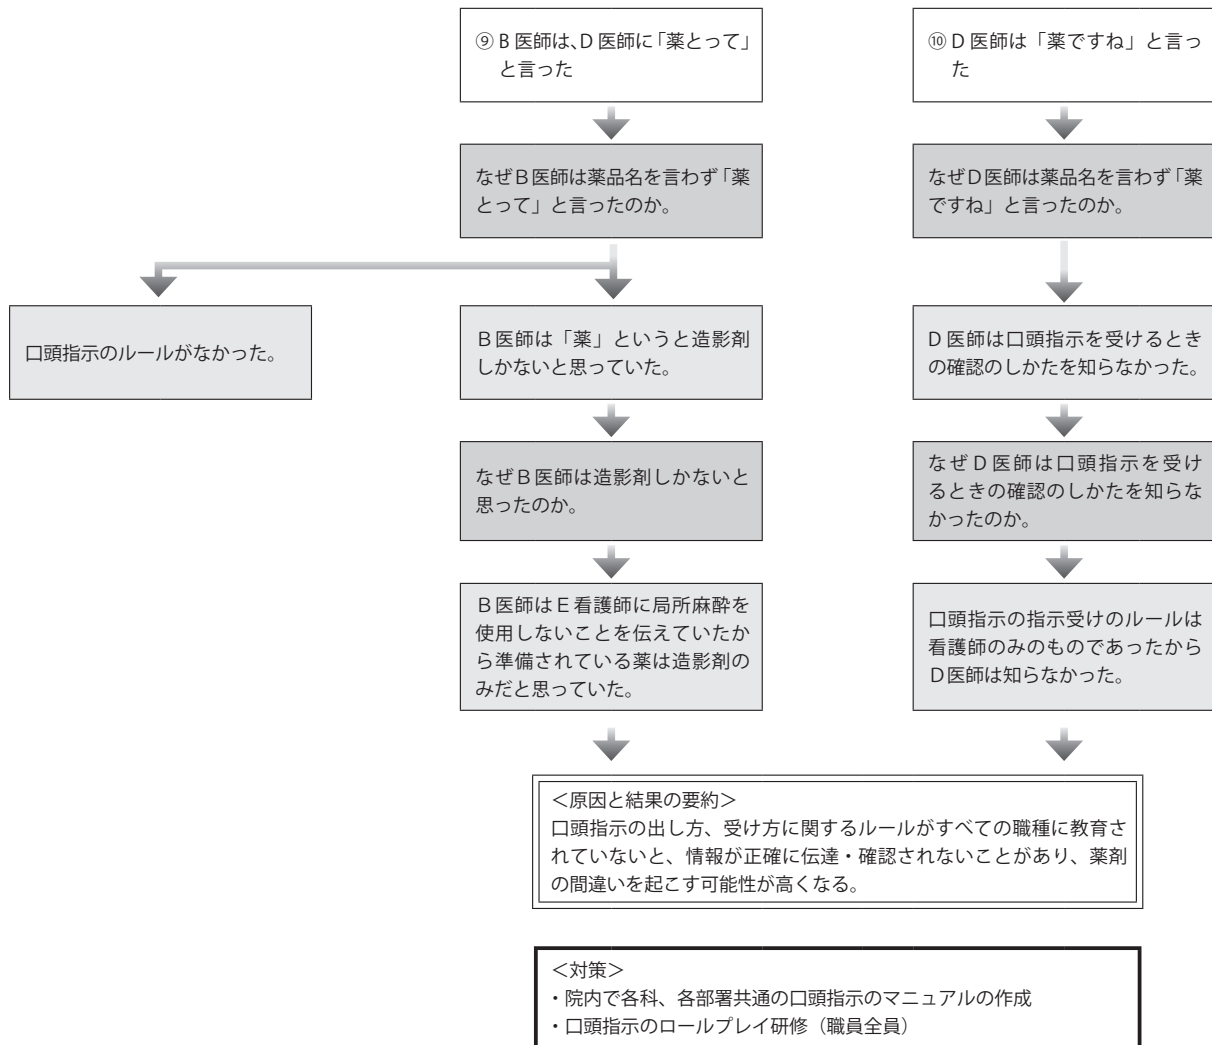 ⑨ B 医師は、D 医師に「薬とって」
と言った
⑩ D 医師は「薬ですね」と言っ
た
なぜB医師は薬品名を言わず「薬
とって」と言ったのか。
なぜD医師は薬品名を言わず「薬
ですね」と言ったのか。
口頭指示のルールがなかった。
B医師は「薬」というと造影剤
しかないと思っていた。
D 医師は口頭指示を受けるとき
の確認のしかたを知らなかった。
なぜB医師は造影剤しかないと
思ったのか。
なぜD医師は口頭指示を受け
るときの確認のしかたを知らな
かったのか。
B医師はE看護師に局所麻酔を
使用しないことを伝えていたか
ら準備されている薬は造影剤の
みだと思っていた。
口頭指示の指示受けのルールは
看護師のみのものであったから
D医師は知らなかった。
＜原因と結果の要約＞
口頭指示の出し方、受け方に関するルールがすべての職種に教育さ
れていないと、情報が正確に伝達・確認されないことがあり、薬剤
の間違いを起こす可能性が高くなる。
＜対策＞
・院内で各科、各部署共通の口頭指示のマニュアルの作成
・口頭指示のロールプレイ研修（職員全員）